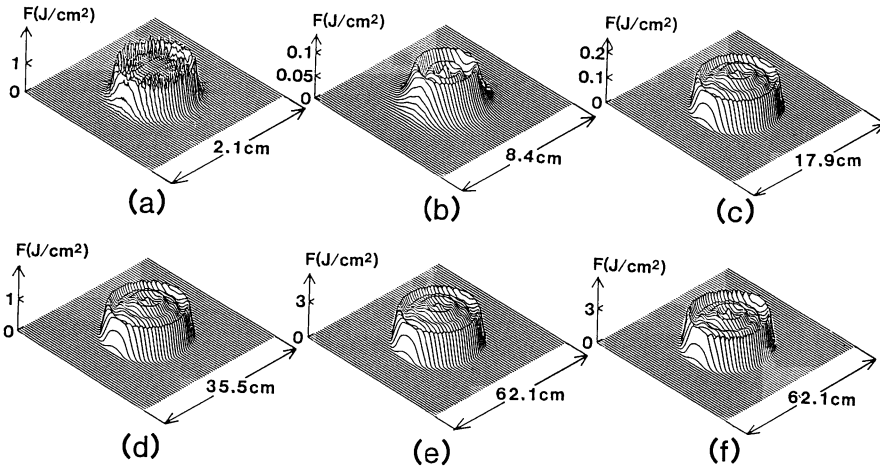 F(J/cm²)
1
0
2.1cm
(a)
F(J/cm²)
0.1
0.05
0
8.4cm
(b)
F(J/cm²)
0.2
0.1
0
17.9cm
(c)
F(J/cm²)
1
0
35.5cm
(d)
F(J/cm²)
3
0
62.1cm
(e)
F(J/cm²)
3
0
62.1cm
(f)